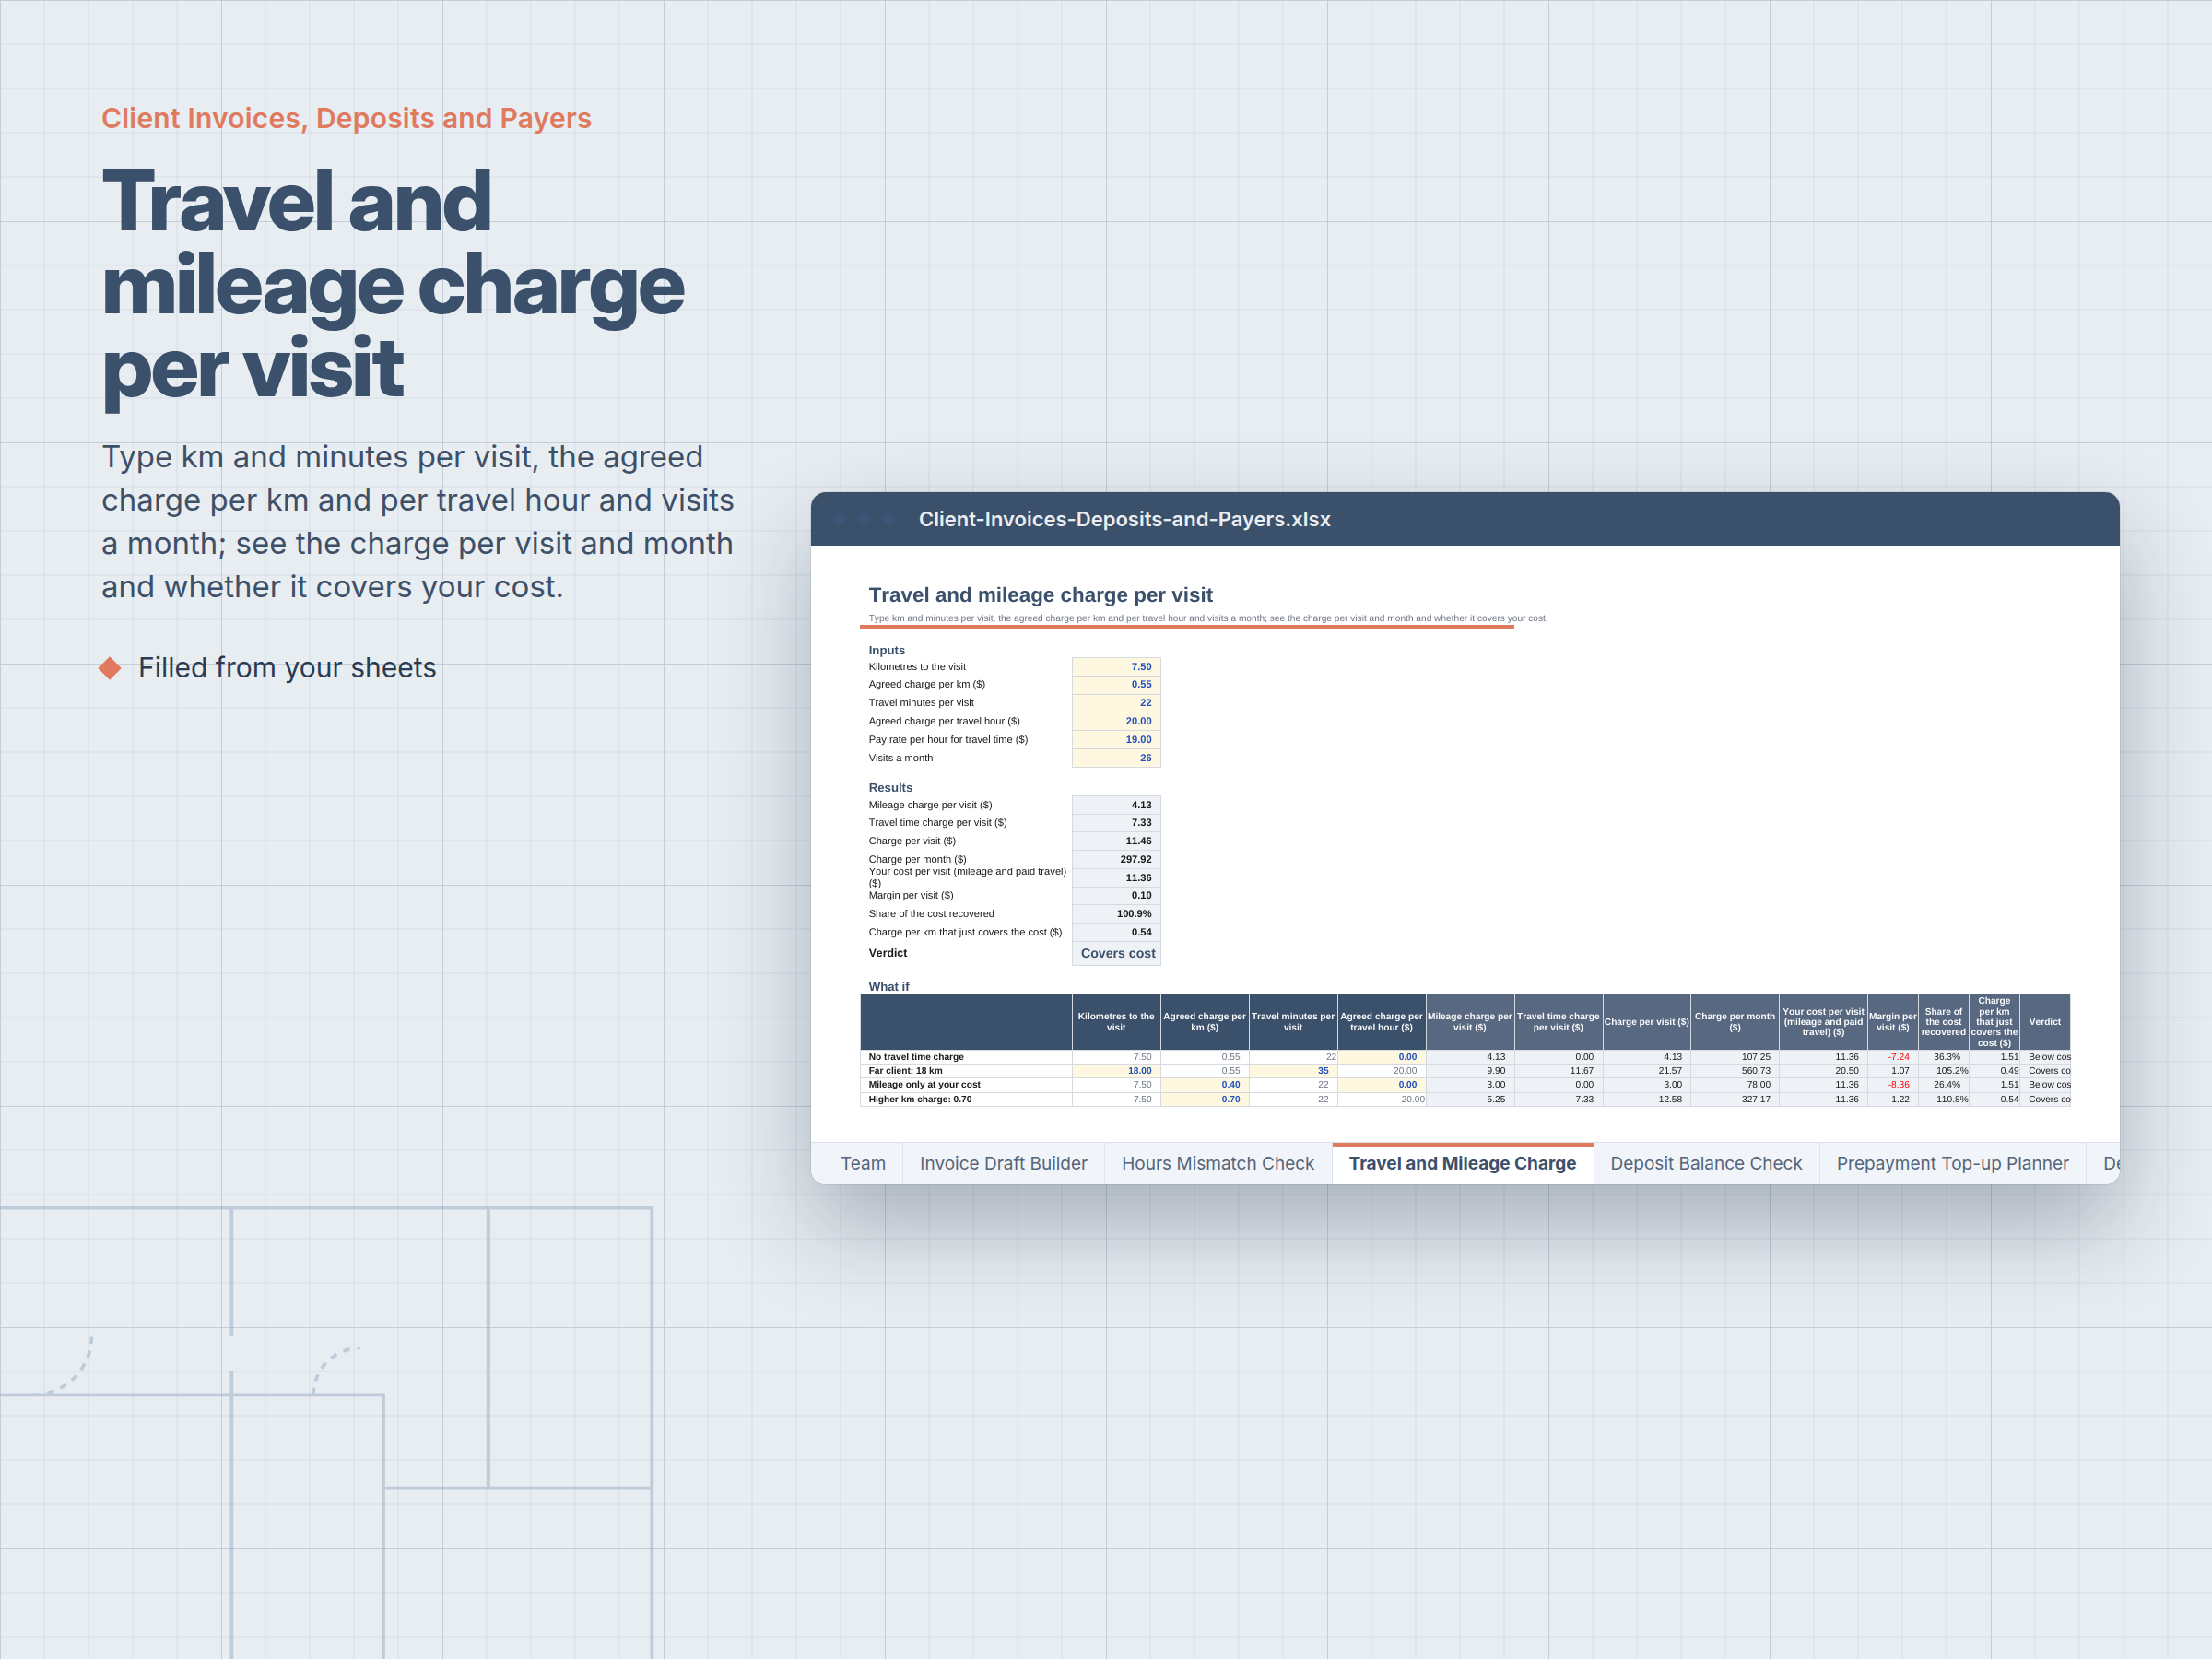 Client Invoices, Deposits and Payers
Travel and
mileage charge
per visit
Type km and minutes per visit, the agreed
charge per km and per travel hour and visits
a month; see the charge per visit and month
and whether it covers your cost.
Filled from your sheets
Client-Invoices-Deposits-and-Payers.xlsx
Travel and mileage charge per visit
Type km and minutes per visit, the agreed charge per km and per travel hour and visits a month; see the charge per visit and month and whether it covers your cost.
Inputs
Kilometres to the visit 7.50
Agreed charge per km ($) 0.55
Travel minutes per visit 22
Agreed charge per travel hour ($) 20.00
Pay rate per hour for travel time ($) 19.00
Visits a month 26
Results
Mileage charge per visit ($) 4.13
Travel time charge per visit ($) 7.33
Charge per visit ($) 11.46
Charge per month ($) 297.92
Your cost per visit (mileage and paid travel) ($) 11.36
Margin per visit ($) 0.10
Share of the cost recovered 100.9%
Charge per km that just covers the cost ($) 0.54
Verdict Covers cost
What if
Kilometres to the visit Agreed charge per km ($) Travel minutes per visit Agreed charge per travel hour ($) Mileage charge per visit ($) Travel time charge per visit ($) Charge per visit ($) Charge per month ($) Your cost per visit (mileage and paid travel) ($) Margin per visit ($) Share of the cost recovered Charge per km that just covers the cost ($) Verdict
No travel time charge 7.50 0.55 22 0.00 4.13 0.00 4.13 107.25 11.36 -7.24 36.3% 1.51 Below cos
Far client: 18 km 18.00 0.55 35 20.00 9.90 11.67 21.57 560.73 20.50 1.07 105.2% 0.49 Covers co
Mileage only at your cost 7.50 0.40 22 0.00 3.00 0.00 3.00 78.00 11.36 -8.36 26.4% 1.51 Below cos
Higher km charge: 0.70 7.50 0.70 22 20.00 5.25 7.33 12.58 327.17 11.36 1.22 110.8% 0.54 Covers co
Team Invoice Draft Builder Hours Mismatch Check Travel and Mileage Charge Deposit Balance Check Prepayment Top-up Planner De